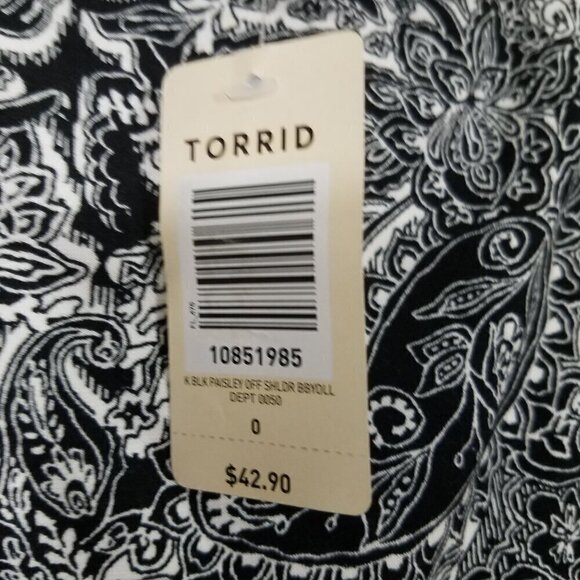 TORRID
10851985
K BLK PAISLEY OFF SHLDR BBYDLL
DEPT 0050
0
$42.90